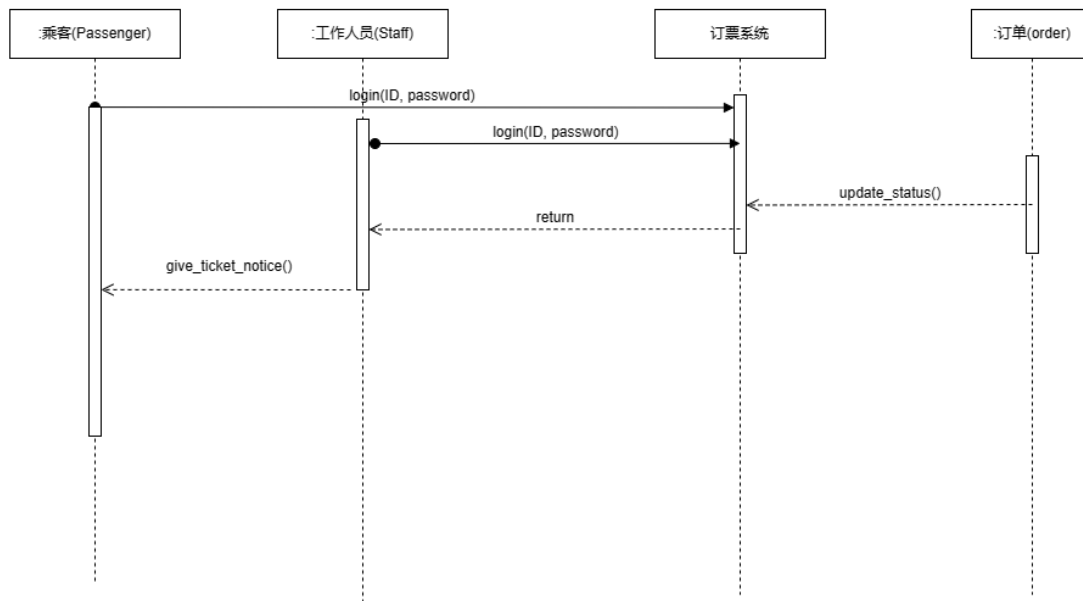 :乘客(Passenger)
:工作人员(Staff)
订票系统
:订单(order)
login(ID, password)
login(ID, password)
update_status()
return
give_ticket_notice()